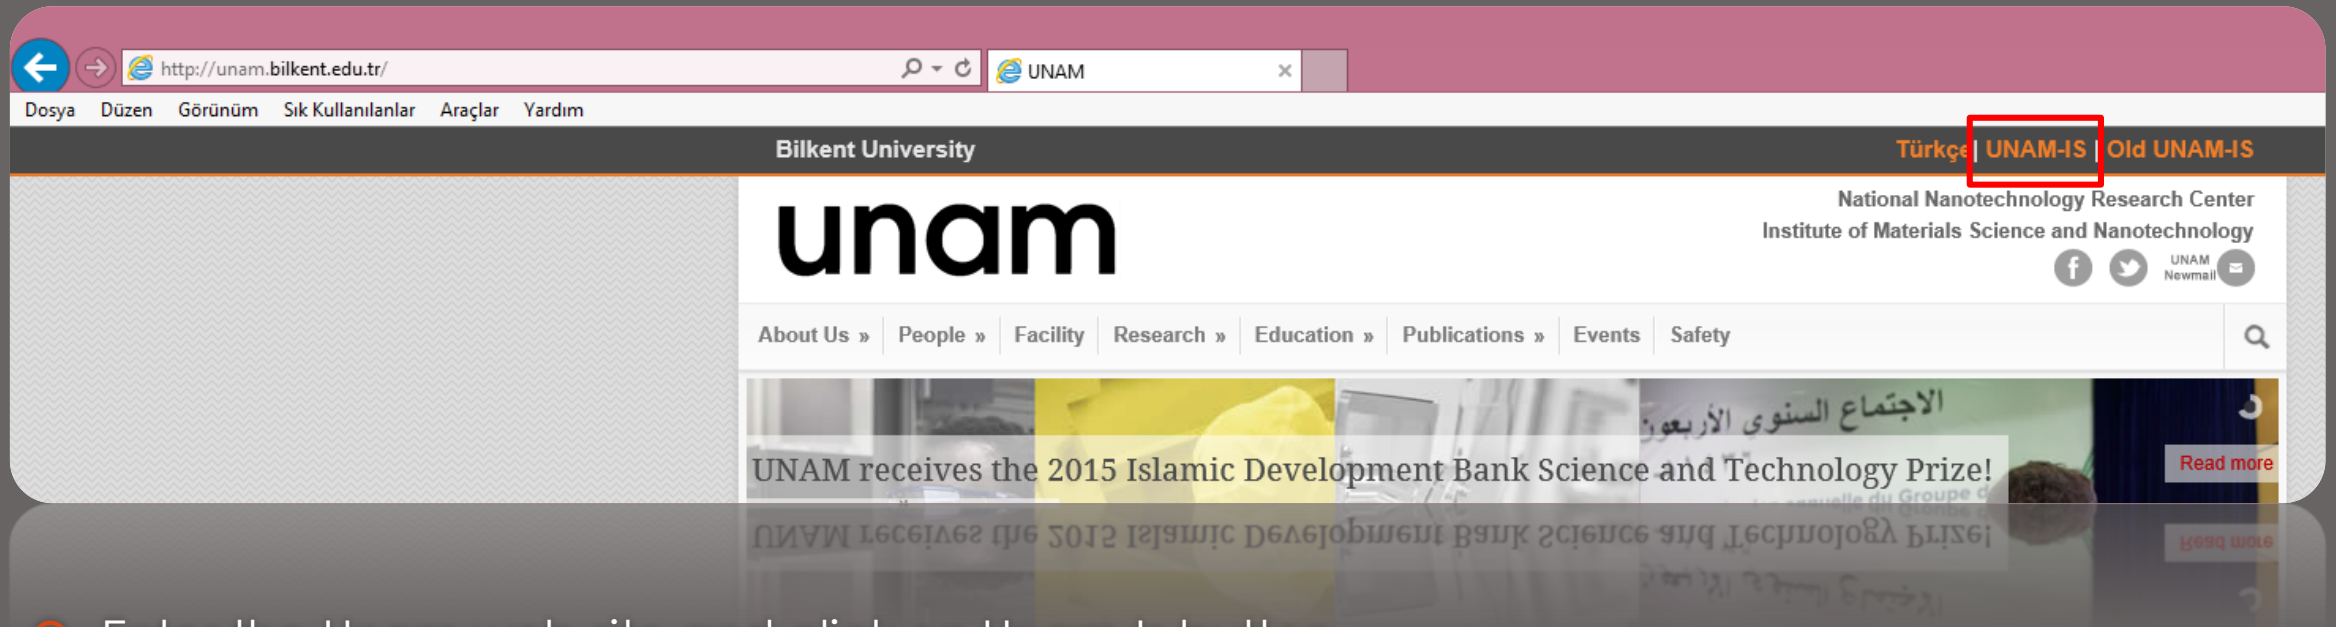 http://unam.bilkent.edu.tr/
UNAM
Dosya Düzen Görünüm Sık Kullanılanlar Araçlar Yardım
Bilkent University
Türkçe| UNAM-IS | Old UNAM-IS
unam
National Nanotechnology Research Center
Institute of Materials Science and Nanotechnology
UNAM
Newmail
About Us » People » Facility Research » Education » Publications » Events Safety
الاجتماع السنوي الأربعون
UNAM receives the 2015 Islamic Development Bank Science and Technology Prize!
Read more
annuelle du Groupe d